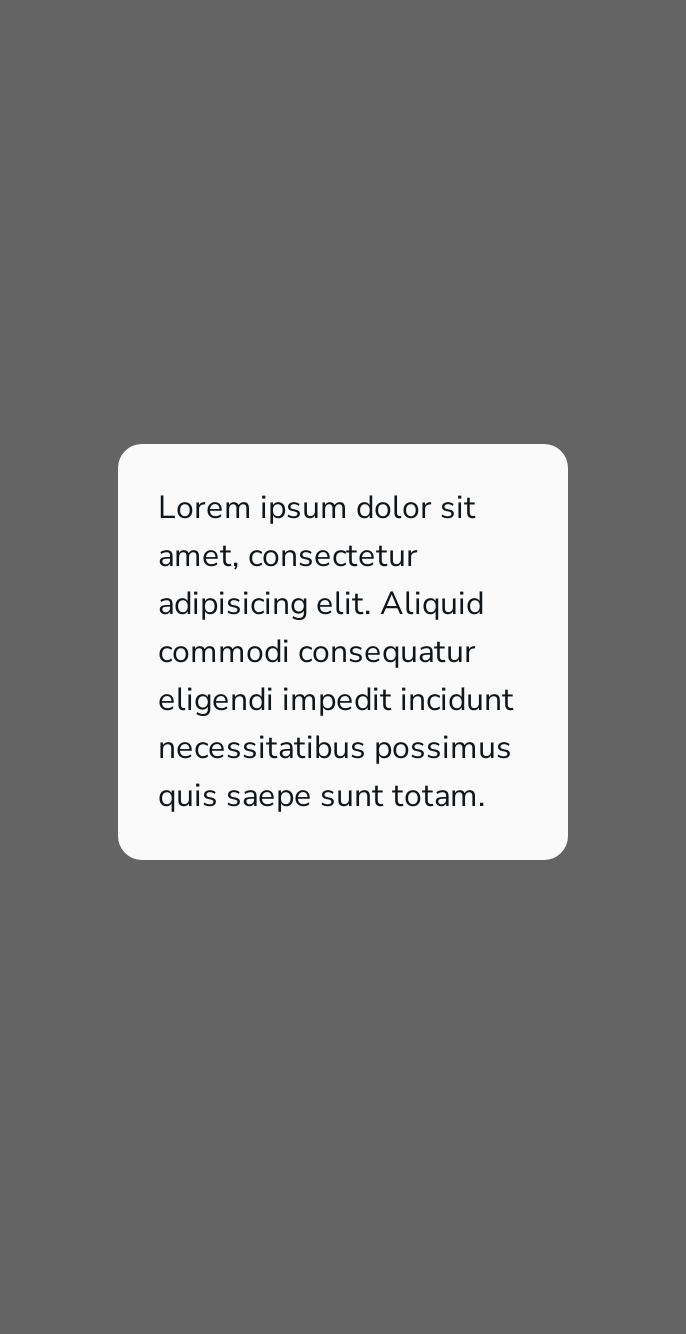 Lorem ipsum dolor sit
amet, consectetur
adipisicing elit. Aliquid
commodi consequatur
eligendi impedit incidunt
necessitatibus possimus
quis saepe sunt totam.